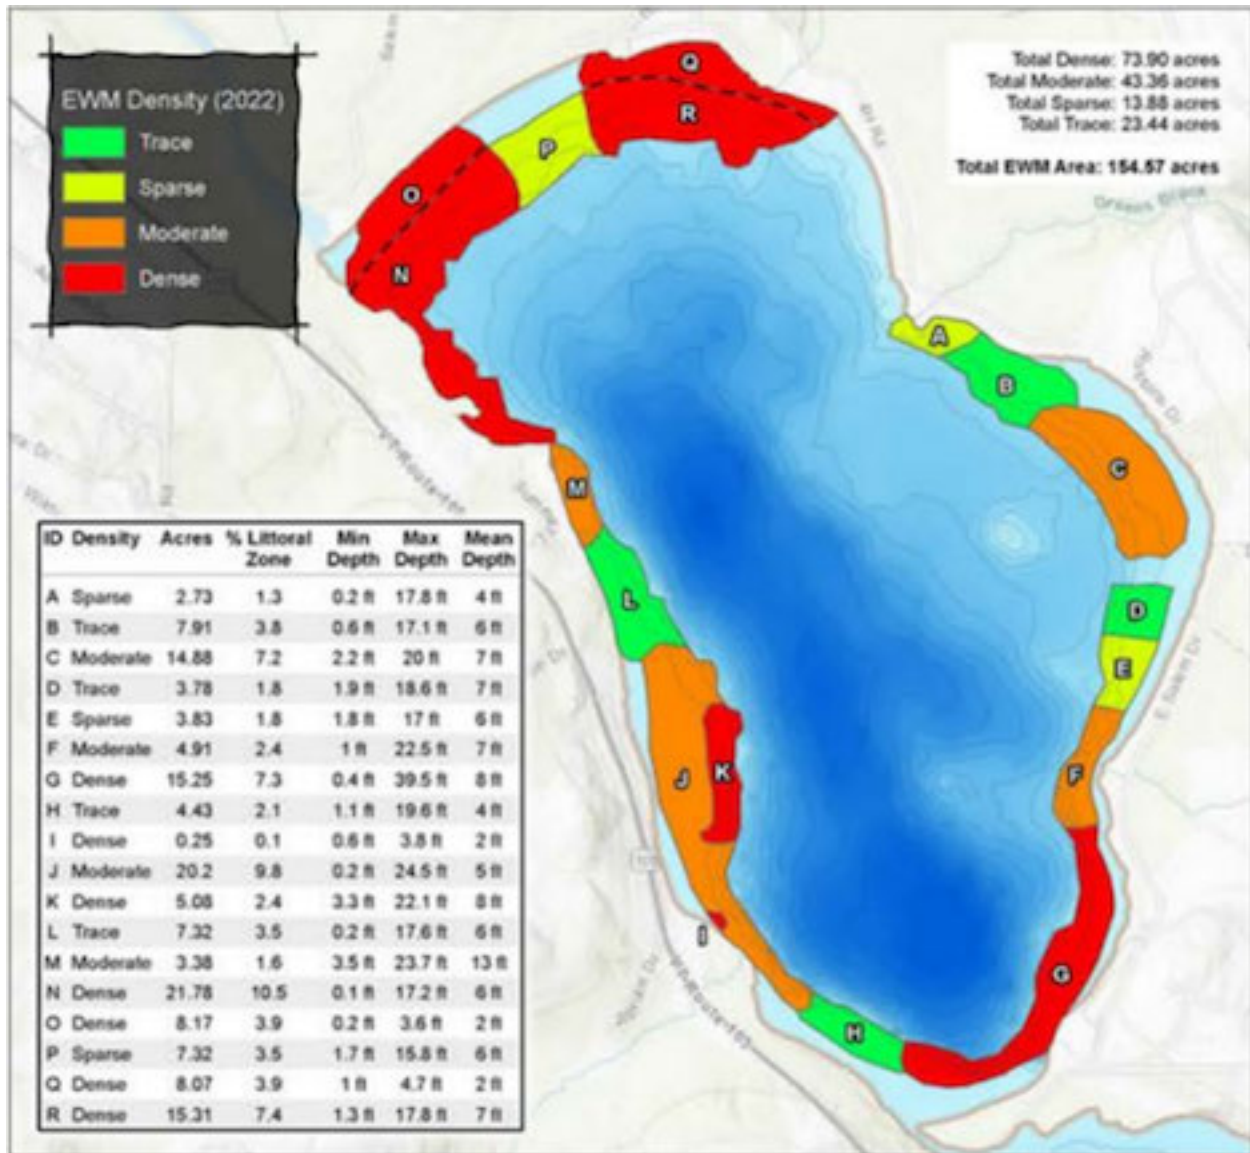 EWM Density (2022)
Trace
Sparse
Moderate
Dense
Total Dense: 73.90 acres
Total Moderate: 43.36 acres
Total Sparse: 13.88 acres
Total Trace: 23.44 acres
Total EWM Area: 154.57 acres
Q
R
P
O
N
A
B
C
M
L
D
E
F
J
K
I
G
H
E Salem Dr
ID Density Acres % Littoral Zone Min Depth Max Depth Mean Depth
A Sparse 2.73 1.3 0.2 ft 17.8 ft 4 ft
B Trace 7.91 3.8 0.6 ft 17.1 ft 6 ft
C Moderate 14.88 7.2 2.2 ft 20 ft 7 ft
D Trace 3.78 1.8 1.9 ft 18.6 ft 7 ft
E Sparse 3.83 1.8 1.8 ft 17 ft 6 ft
F Moderate 4.91 2.4 1 ft 22.5 ft 7 ft
G Dense 15.25 7.3 0.4 ft 39.5 ft 8 ft
H Trace 4.43 2.1 1.1 ft 19.6 ft 4 ft
I Dense 0.25 0.1 0.6 ft 3.8 ft 2 ft
J Moderate 20.2 9.8 0.2 ft 24.5 ft 5 ft
K Dense 5.08 2.4 3.3 ft 22.1 ft 8 ft
L Trace 7.32 3.5 0.2 ft 17.6 ft 6 ft
M Moderate 3.38 1.6 3.5 ft 23.7 ft 13 ft
N Dense 21.78 10.5 0.1 ft 17.2 ft 6 ft
O Dense 8.17 3.9 0.2 ft 3.6 ft 2 ft
P Sparse 7.32 3.5 1.7 ft 15.8 ft 6 ft
Q Dense 8.07 3.9 1 ft 4.7 ft 2 ft
R Dense 15.31 7.4 1.3 ft 17.8 ft 7 ft